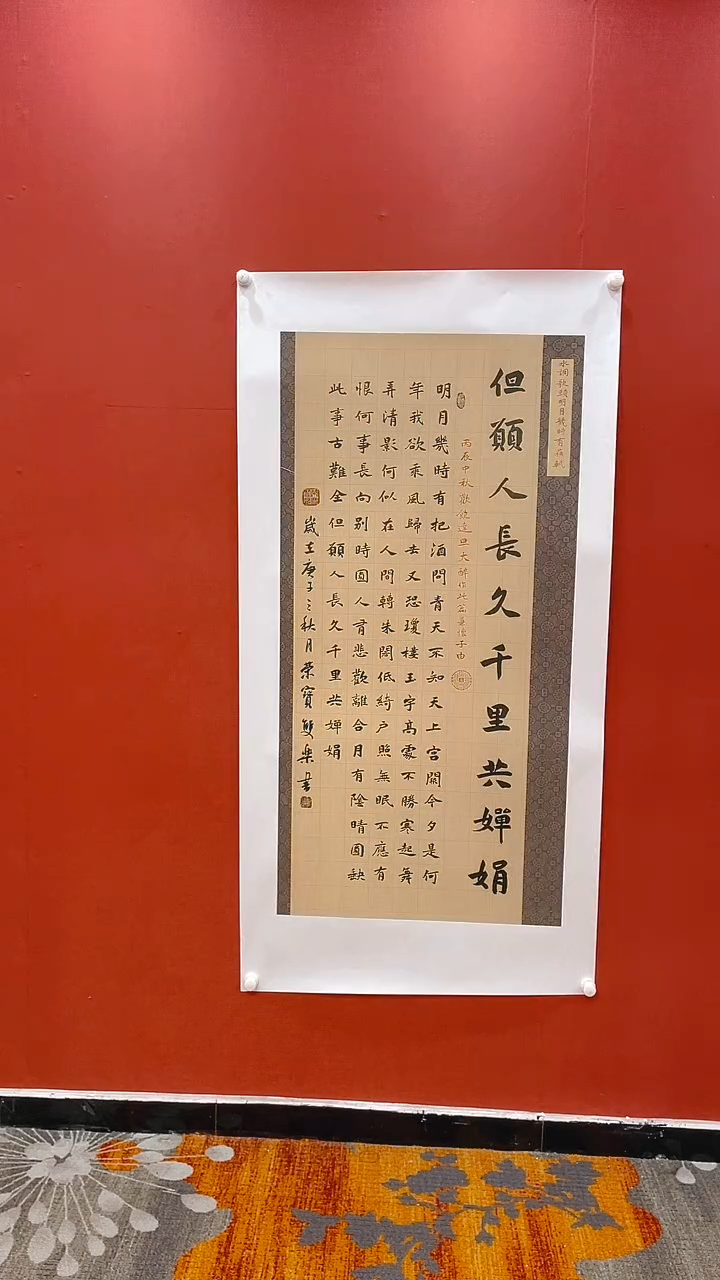 水調歌頭明月幾時有蘇軾
但願人長久千里共嬋娟
丙辰中秋歡飲達旦大醉作此篇兼懷子由
明月幾時有把酒問青天不知天上宮闕今夕是何
年我欲乘風歸去又恐瓊樓玉宇高處不勝寒起舞
弄清影何似在人間轉朱閣低綺戶照無眠不應有
恨何事長向別時圓人有悲歡離合月有陰晴圓缺
此事古難全但願人長久千里共嬋娟
歲在庚子之秋月榮寶雙樂書